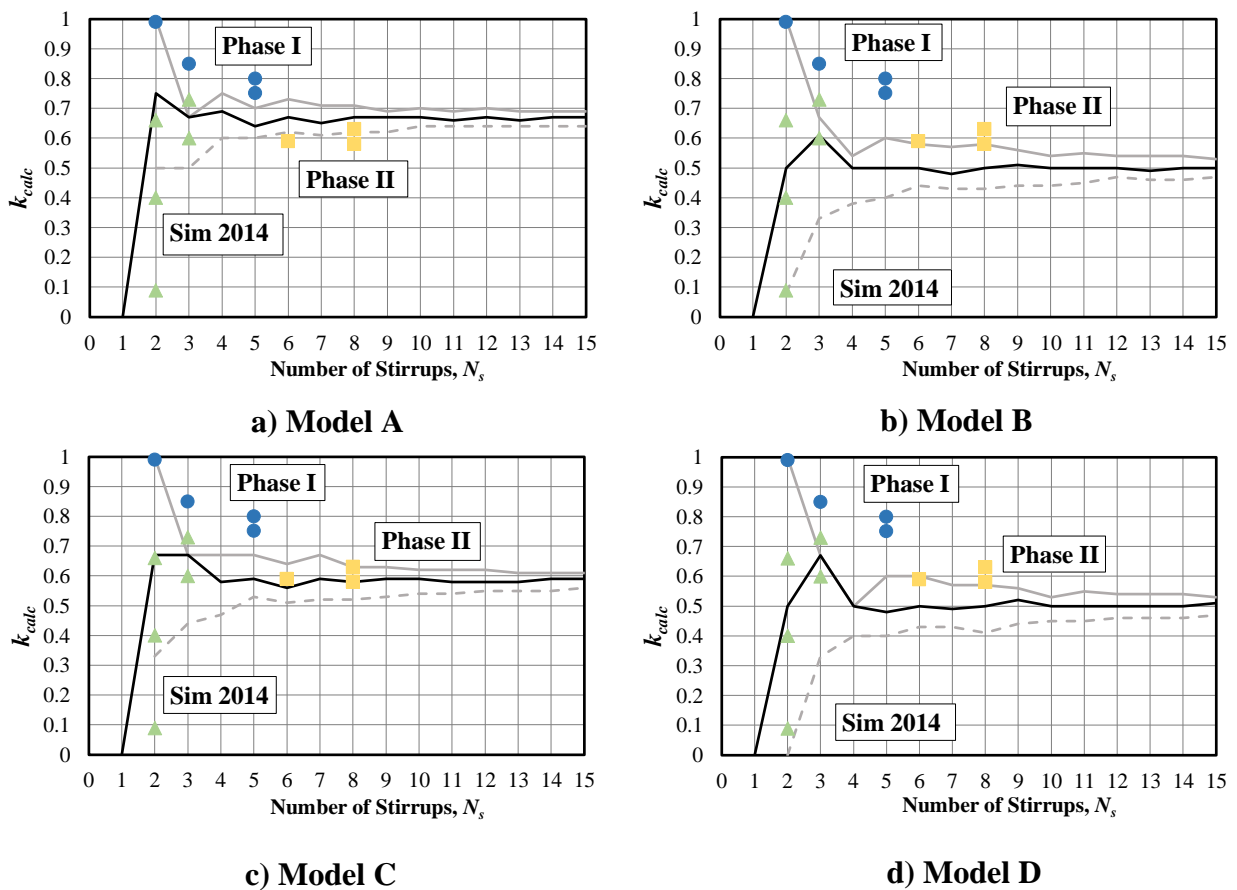 1
0.9
0.8
0.7
0.6
0.5
0.4
0.3
0.2
0.1
0
k_calc
Phase I
Phase II
Sim 2014
0 1 2 3 4 5 6 7 8 9 10 11 12 13 14 15
Number of Stirrups, N_s
a) Model A
1
0.9
0.8
0.7
0.6
0.5
0.4
0.3
0.2
0.1
0
k_calc
Phase I
Phase II
Sim 2014
0 1 2 3 4 5 6 7 8 9 10 11 12 13 14 15
Number of Stirrups, N_s
b) Model B
1
0.9
0.8
0.7
0.6
0.5
0.4
0.3
0.2
0.1
0
k_calc
Phase I
Phase II
Sim 2014
0 1 2 3 4 5 6 7 8 9 10 11 12 13 14 15
Number of Stirrups, N_s
c) Model C
1
0.9
0.8
0.7
0.6
0.5
0.4
0.3
0.2
0.1
0
k_calc
Phase I
Phase II
Sim 2014
0 1 2 3 4 5 6 7 8 9 10 11 12 13 14 15
Number of Stirrups, N_s
d) Model D